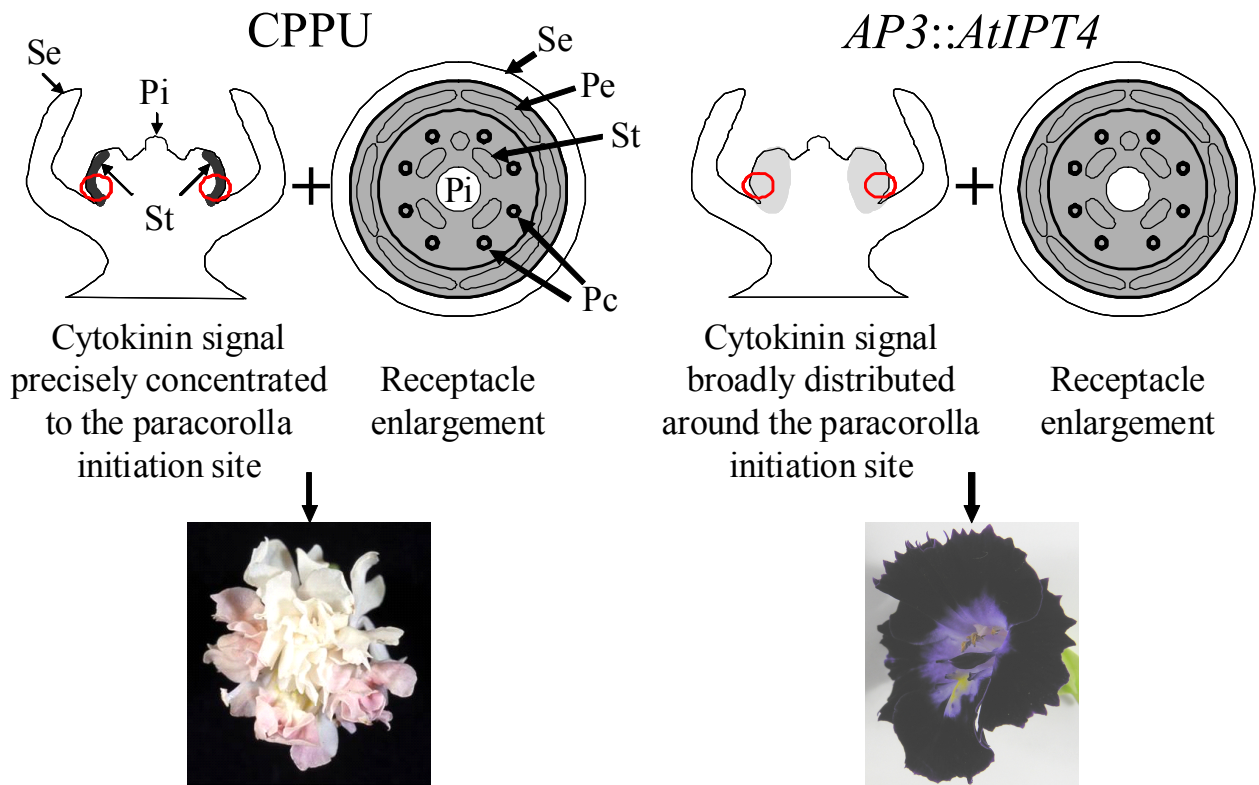 CPPU
Se
Pi
St
Se
Pe
St
Pi
Pc
Cytokinin signal
precisely concentrated
to the paracorolla
initiation site
+
Receptacle
enlargement
AP3::AtIPT4
Cytokinin signal
broadly distributed
around the paracorolla
initiation site
+
Receptacle
enlargement